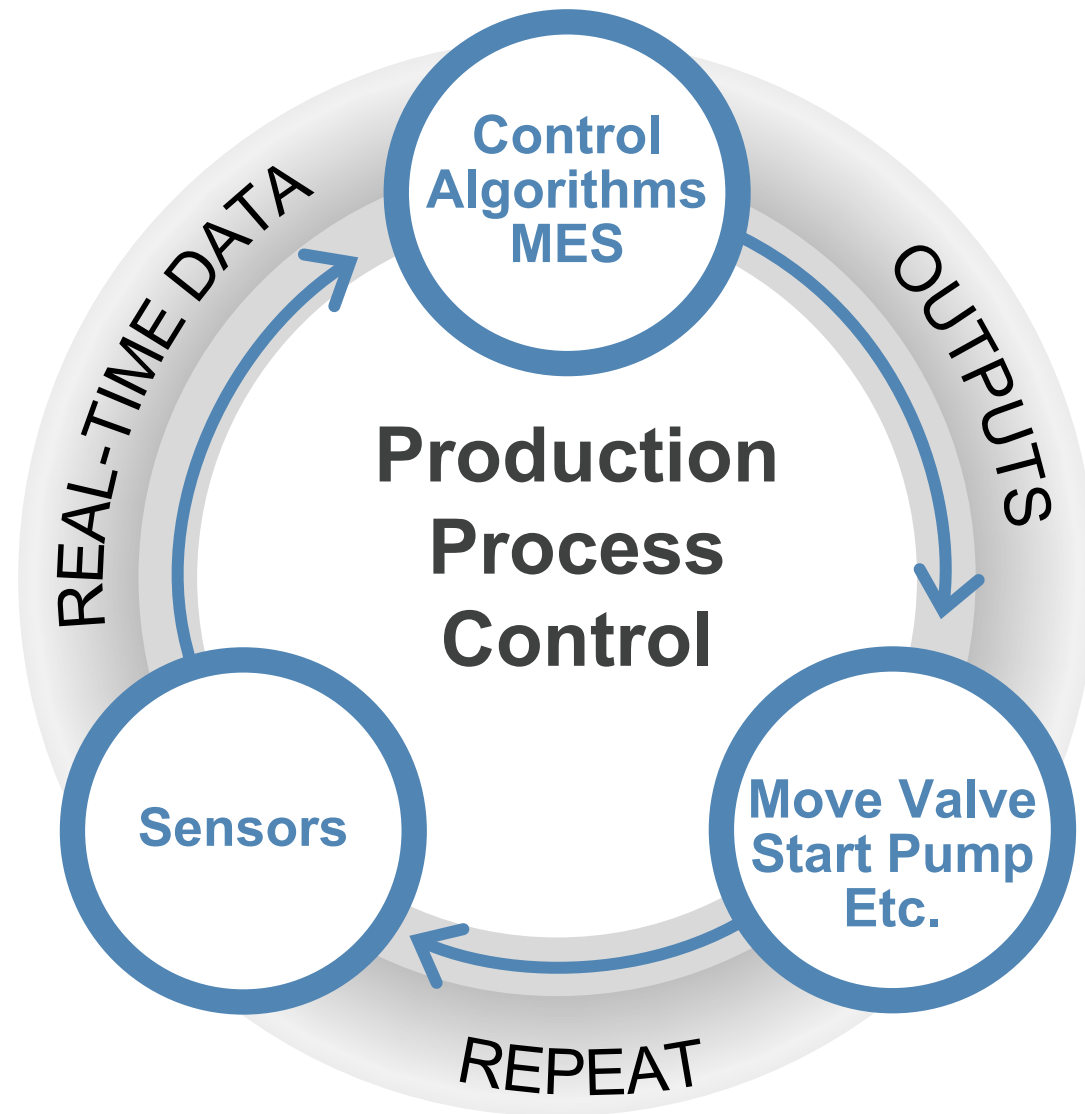 Control
Algorithms
MES
REAL-TIME DATA
OUTPUTS
Production
Process
Control
Sensors
Move Valve
Start Pump
Etc.
REPEAT